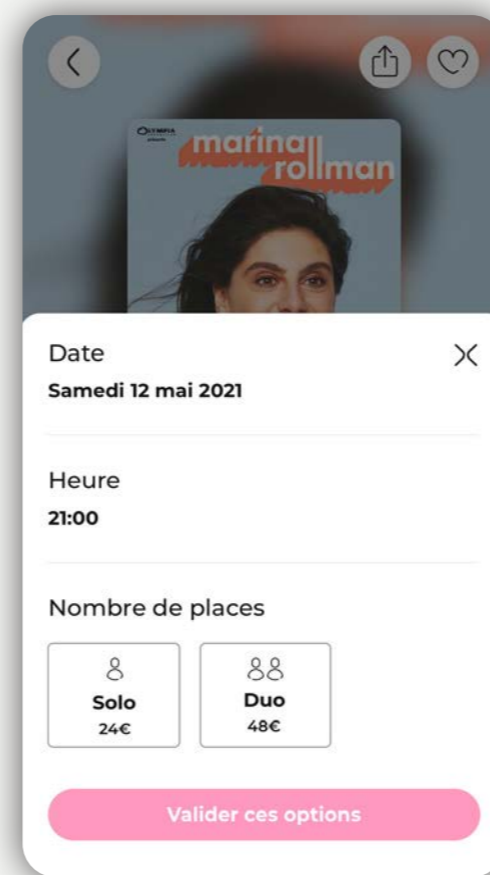 OLYMPIA
marina
rollman
Date
Samedi 12 mai 2021
Heure
21:00
Nombre de places
Solo
24€
Duo
48€
Valider ces options